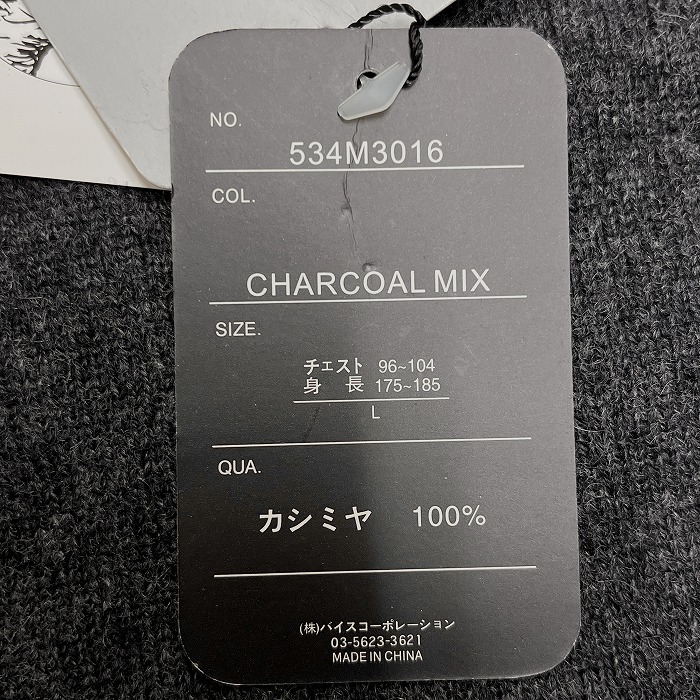 NO.
534M3016
COL.
CHARCOAL MIX
SIZE.
チェスト 96~104
身 長 175~185
L
QUA.
カシミヤ 100%
(株)バイスコーポレーション
03-5623-3621
MADE IN CHINA